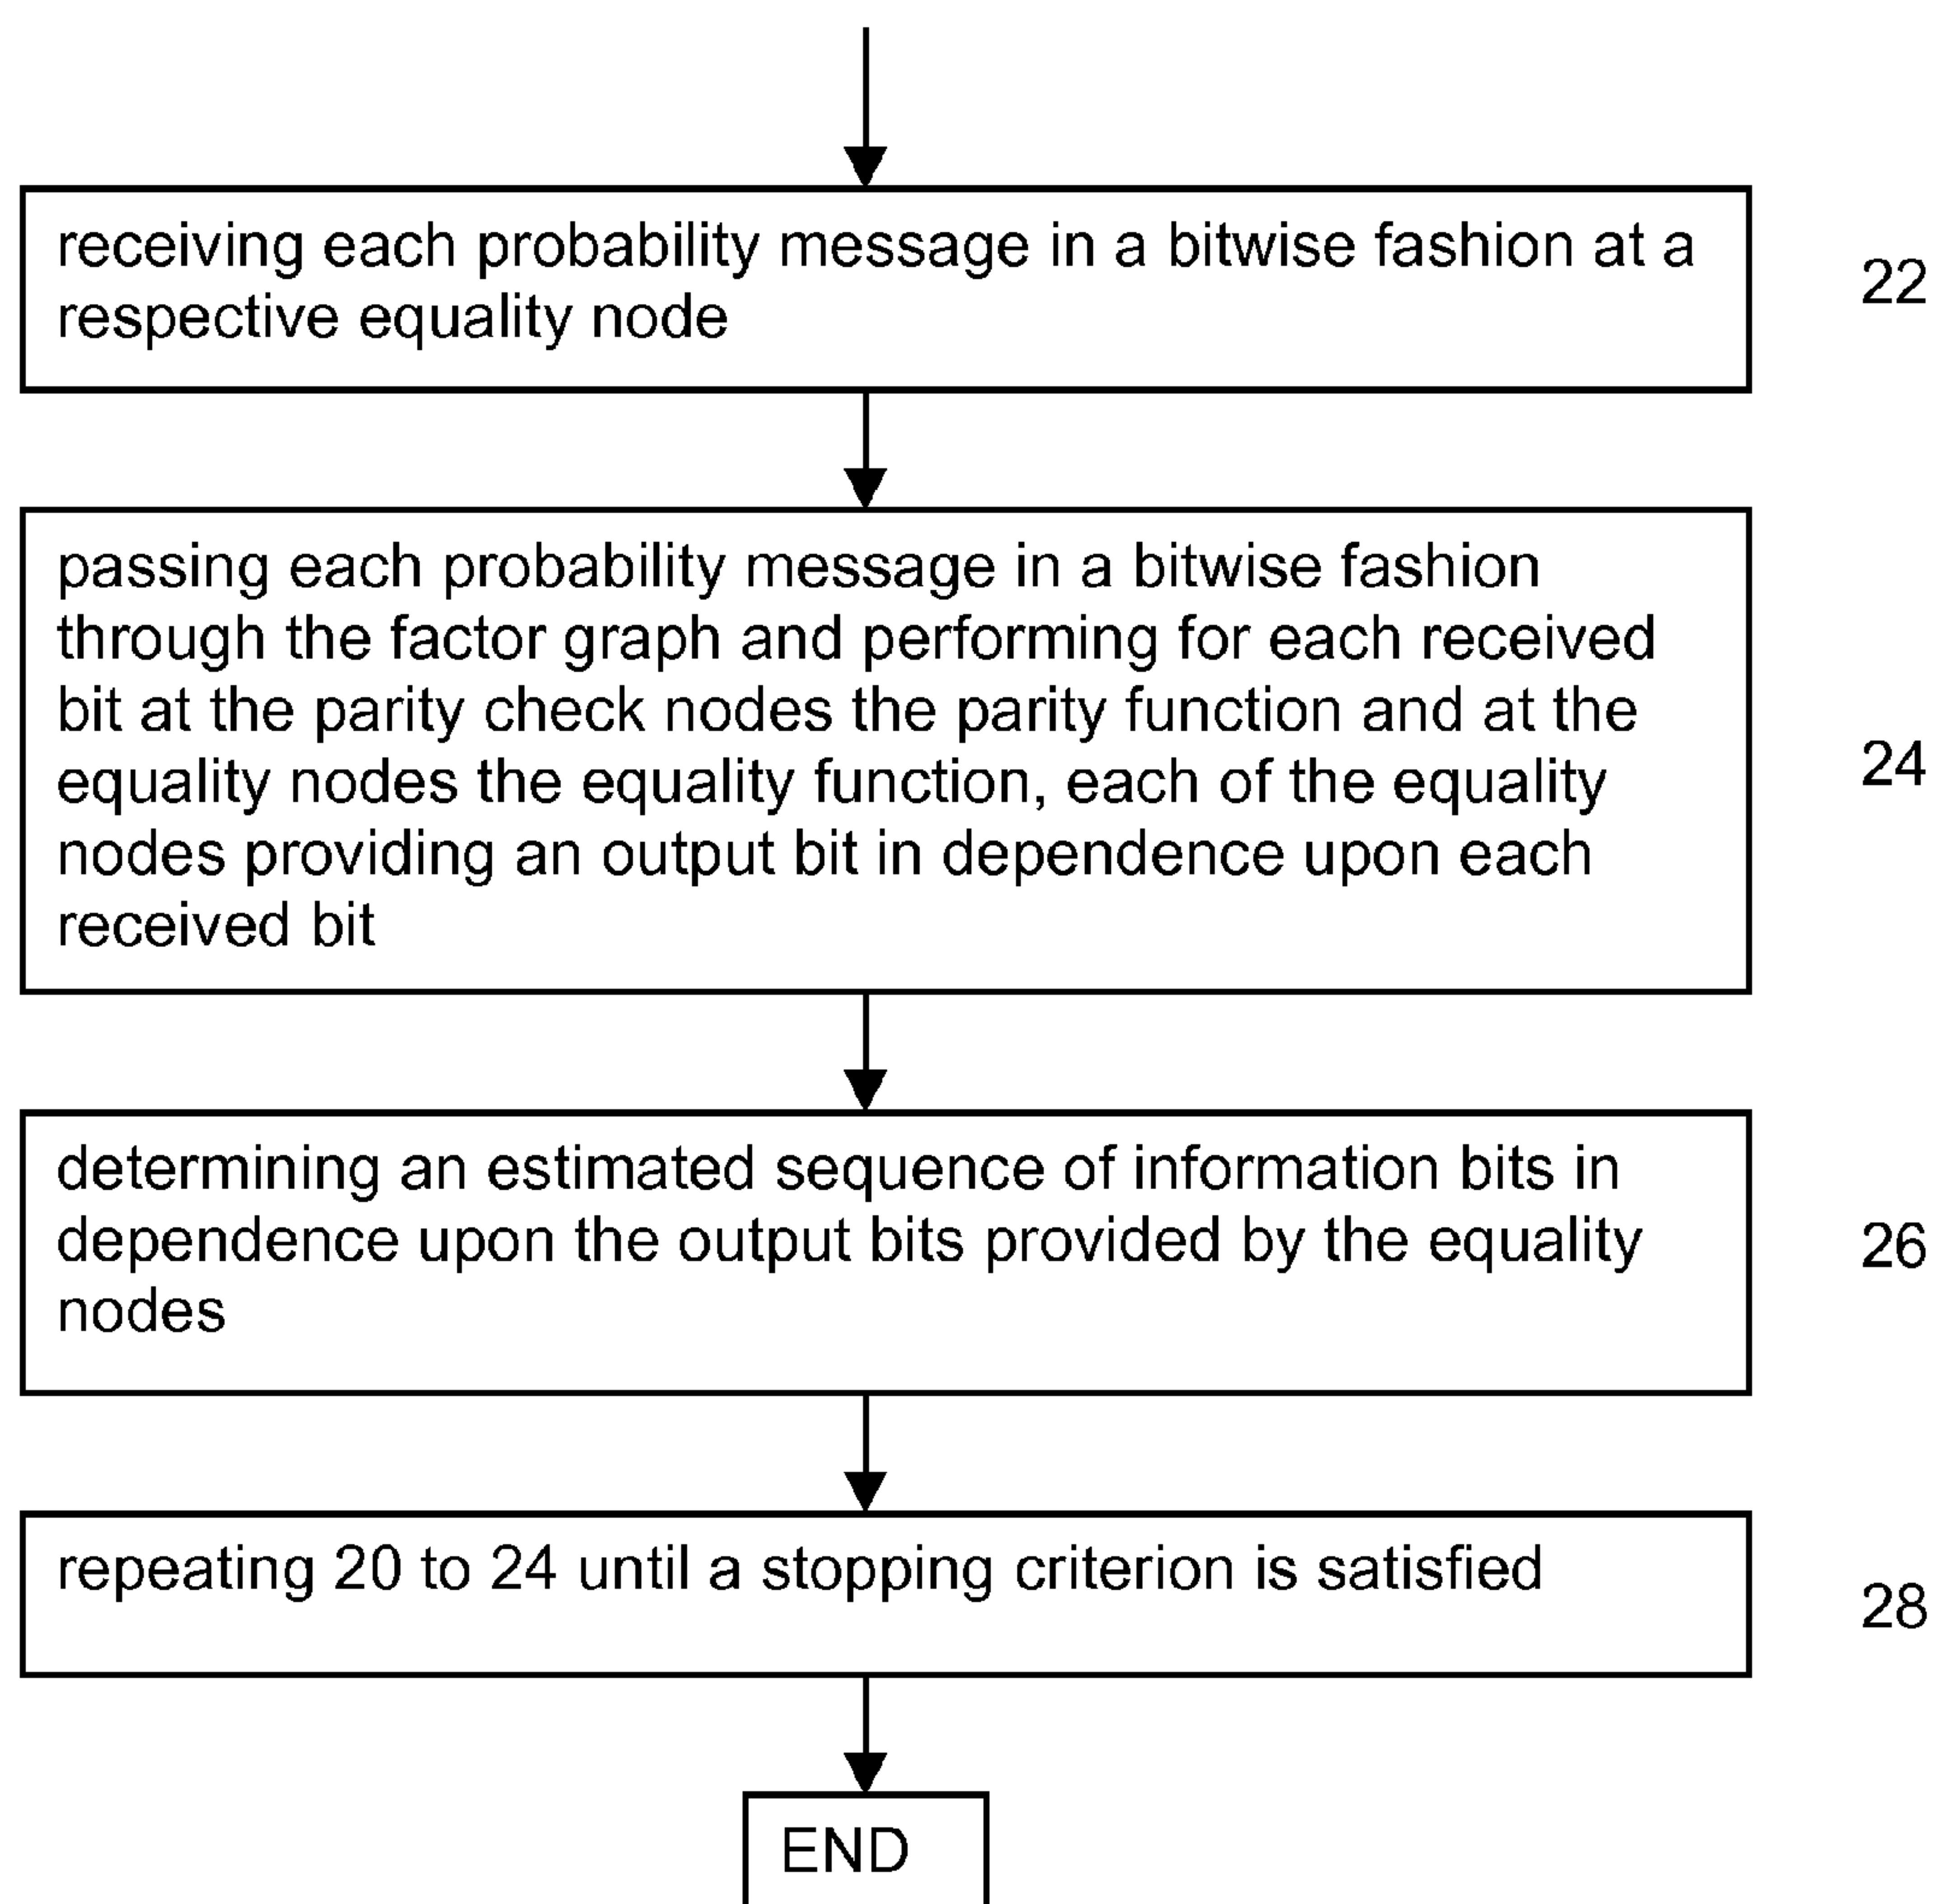 receiving each probability message in a bitwise fashion at a
respective equality node
22
passing each probability message in a bitwise fashion
through the factor graph and performing for each received
bit at the parity check nodes the parity function and at the
equality nodes the equality function, each of the equality
nodes providing an output bit in dependence upon each
received bit
24
determining an estimated sequence of information bits in
dependence upon the output bits provided by the equality
nodes
26
repeating 20 to 24 until a stopping criterion is satisfied
28
END